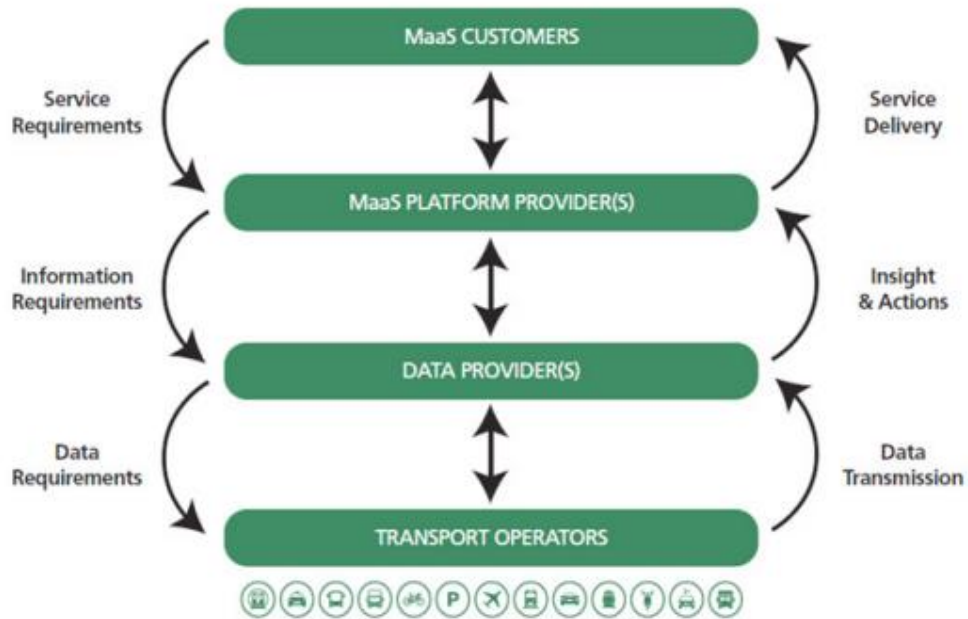 MaaS CUSTOMERS
Service
Requirements
Service
Delivery
MaaS PLATFORM PROVIDER(S)
Information
Requirements
Insight
& Actions
DATA PROVIDER(S)
Data
Requirements
Data
Transmission
TRANSPORT OPERATORS
P